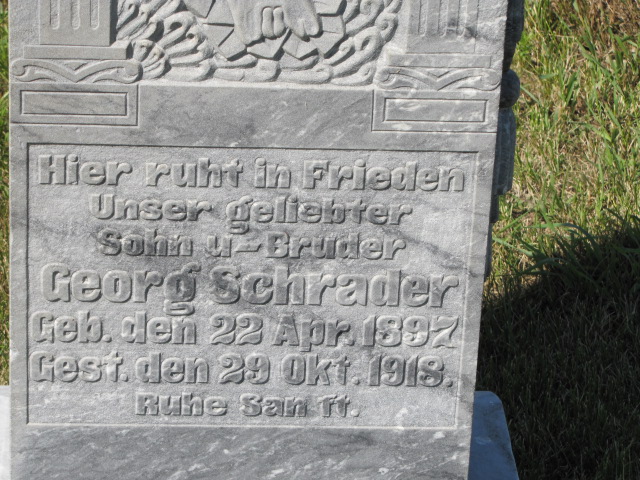 Hier ruht in Frieden
Unser geliebter
Sohn u-Bruder
Georg Schrader
Geb. den 22 Apr. 1897
Gest. den 29 Okt. 1918.
Ruhe Sanft.